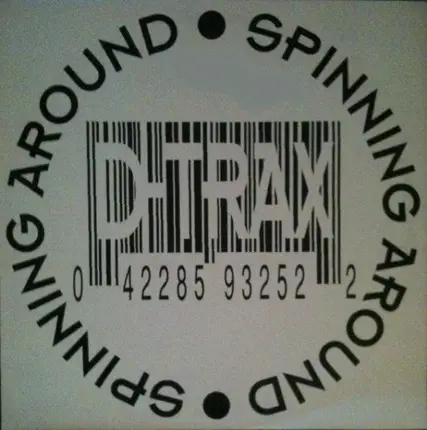 SPINNING AROUND
SPINNING AROUND
D-TRAX
0 42285 93252 2